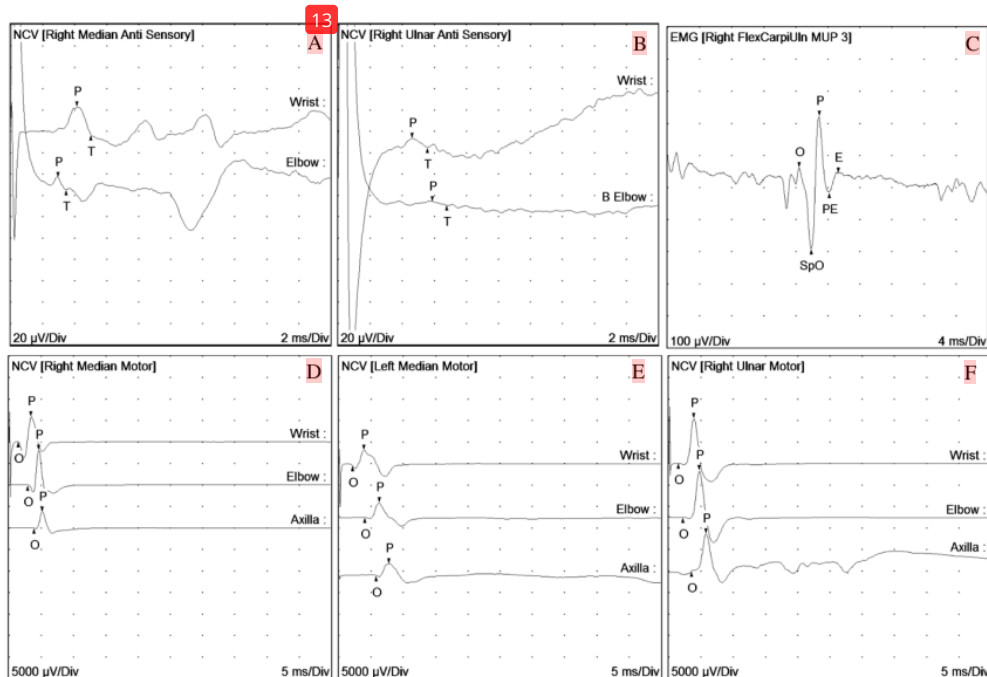 13
NCV [Right Median Anti Sensory]
A
P
Wrist :
T
P
Elbow :
T
20 µV/Div
2 ms/Div
NCV [Right Ulnar Anti Sensory]
B
Wrist :
P
T
P
B Elbow :
T
20 µV/Div
2 ms/Div
EMG [Right FlexCarpiUln MUP 3]
C
P
O
E
PE
SpO
100 µV/Div
4 ms/Div
NCV [Right Median Motor]
D
P
P
Wrist :
O
Elbow :
O
P
Axilla :
O
5000 µV/Div
5 ms/Div
NCV [Left Median Motor]
E
P
Wrist :
O
P
Elbow :
O
P
Axilla :
O
5000 µV/Div
5 ms/Div
NCV [Right Ulnar Motor]
F
P
Wrist :
P
O
Elbow :
P
O
Axilla :
O
5000 µV/Div
5 ms/Div